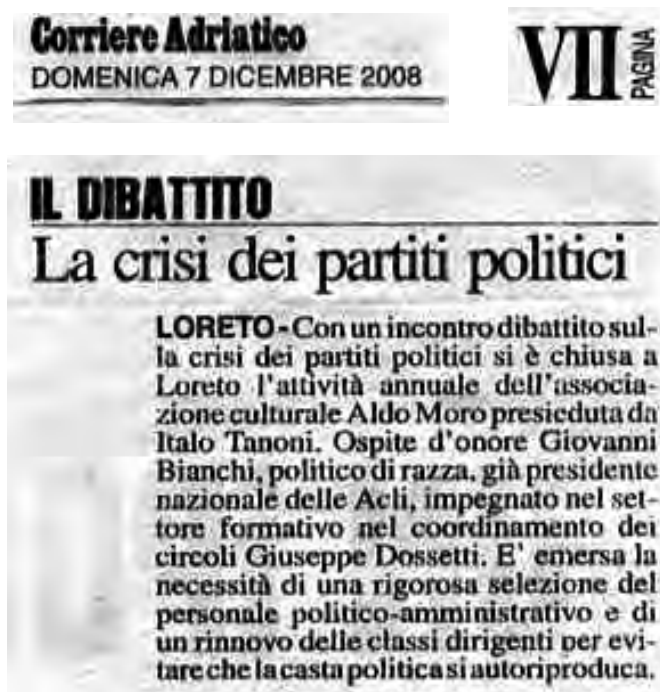 Corriere Adriatico
DOMENICA 7 DICEMBRE 2008
VII
PAGINA
IL DIBATTITO
La crisi dei partiti politici
LORETO - Con un incontro dibattito sul-
la crisi dei partiti politici si è chiusa a
Loreto l'attività annuale dell'associa-
zione culturale Aldo Moro presieduta da
Italo Tanoni. Ospite d'onore Giovanni
Bianchi, politico di razza, già presidente
nazionale delle Acli, impegnato nel set-
tore formativo nel coordinamento dei
circoli Giuseppe Dossetti. E' emersa la
necessità di una rigorosa selezione del
personale politico-amministrativo e di
un rinnovo delle classi dirigenti per evi-
tare che la casta politica si autoriproduca.